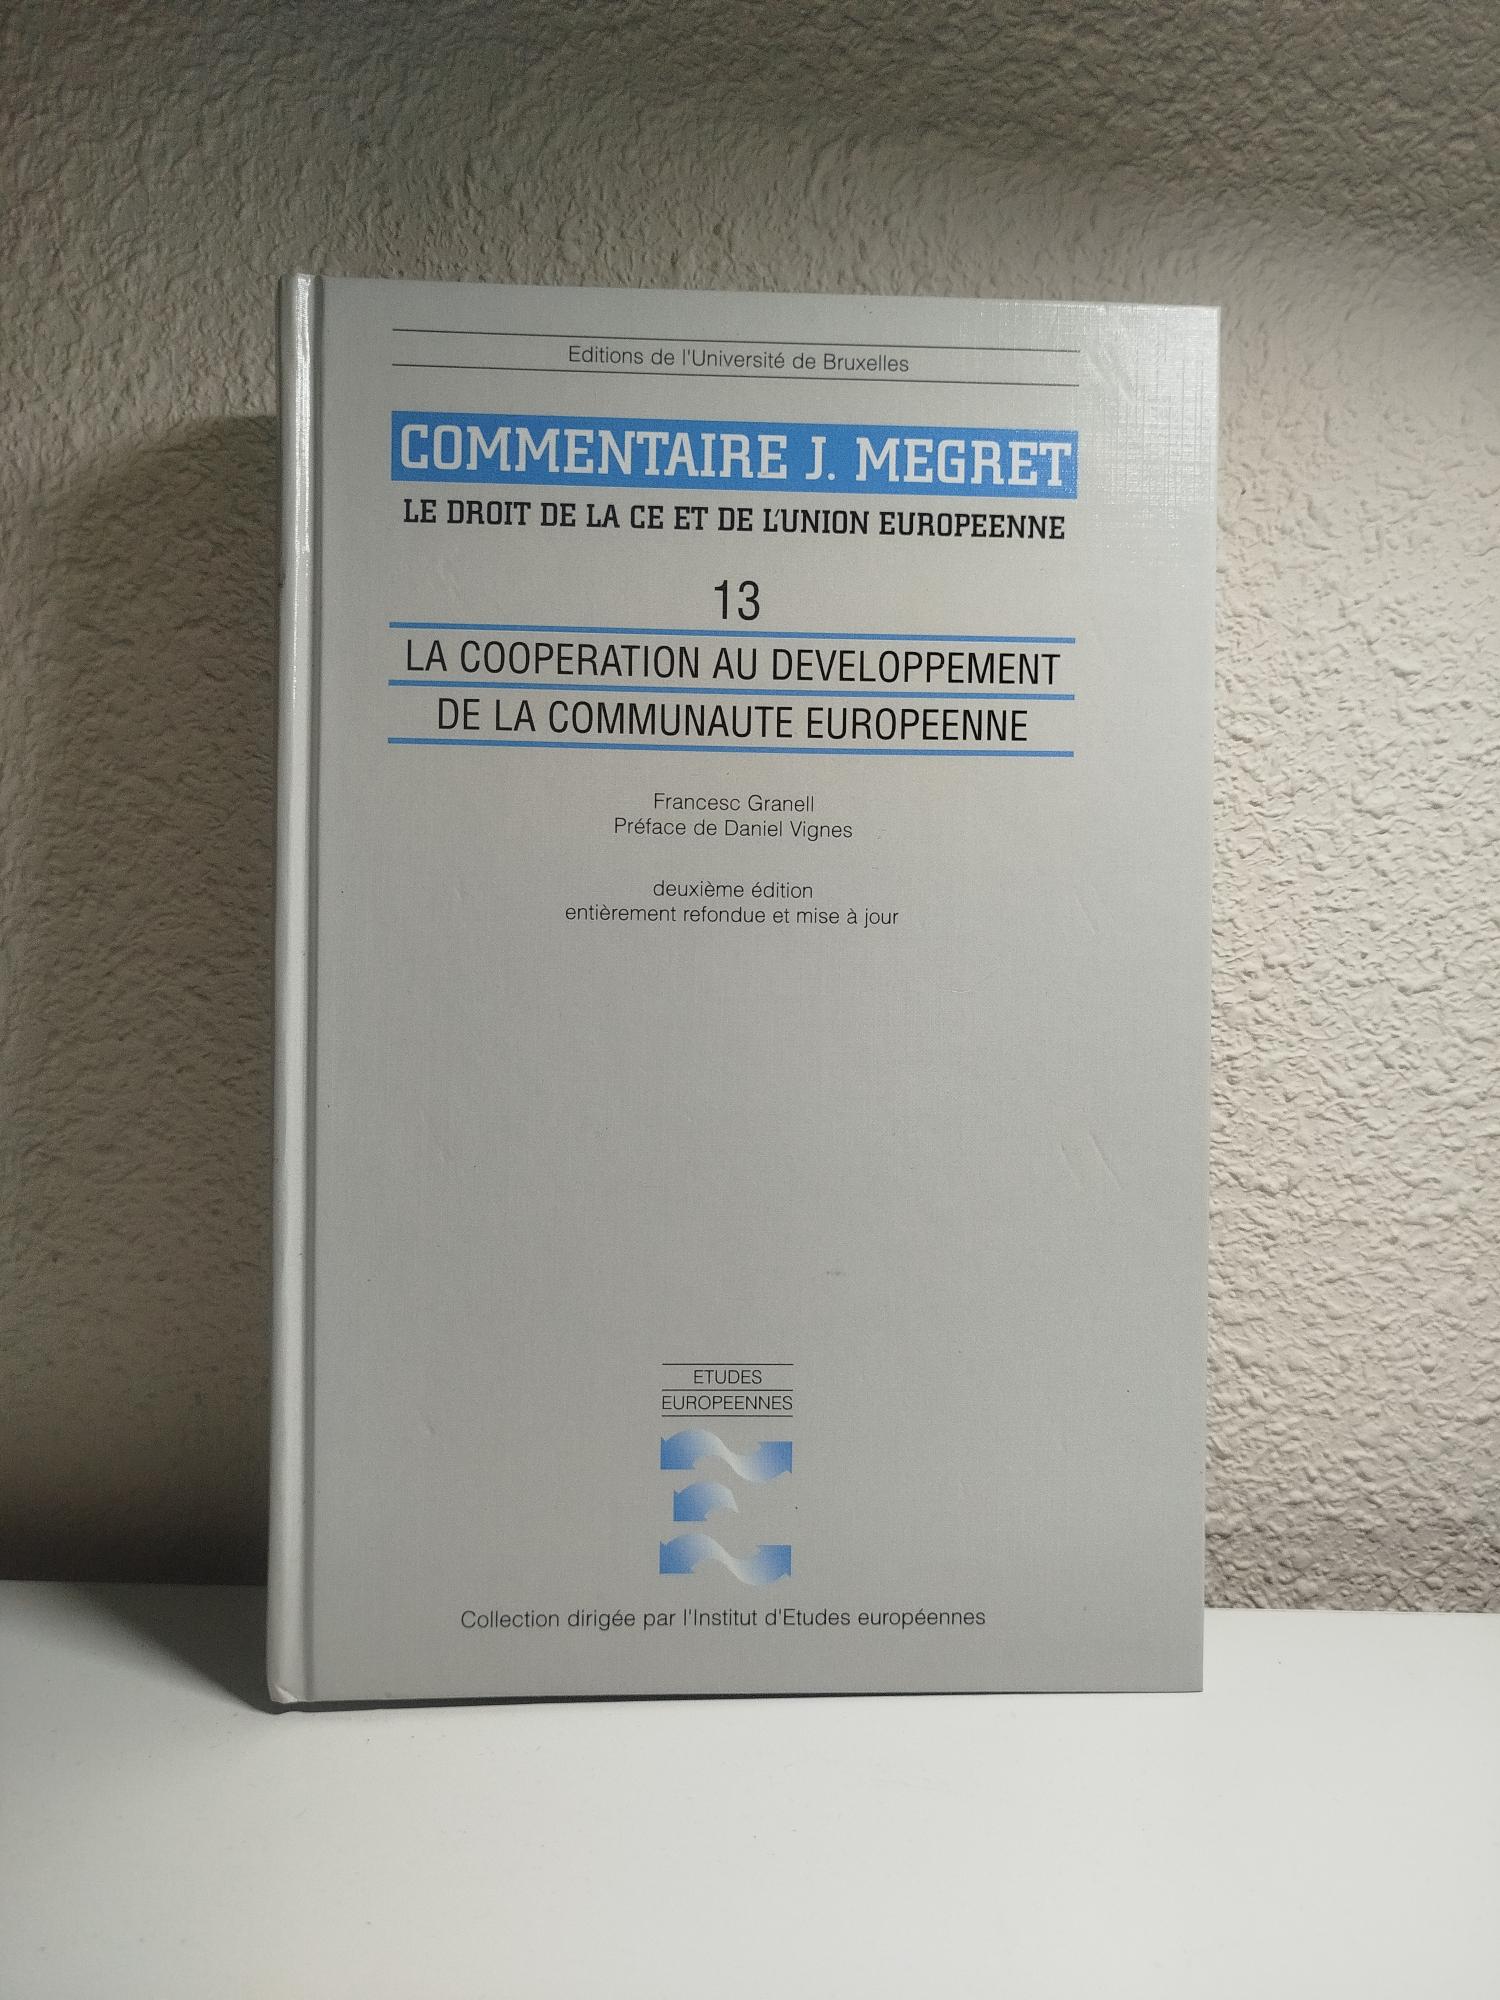 Editions de l'Université de Bruxelles
COMMENTAIRE J. MEGRET
LE DROIT DE LA CE ET DE L'UNION EUROPEENNE
13
LA COOPERATION AU DEVELOPPEMENT
DE LA COMMUNAUTE EUROPEENNE
Francesc Granell
Préface de Daniel Vignes
deuxième édition
entièrement refondue et mise à jour
ETUDES
EUROPEENNES
Collection dirigée par l'Institut d'Etudes européennes